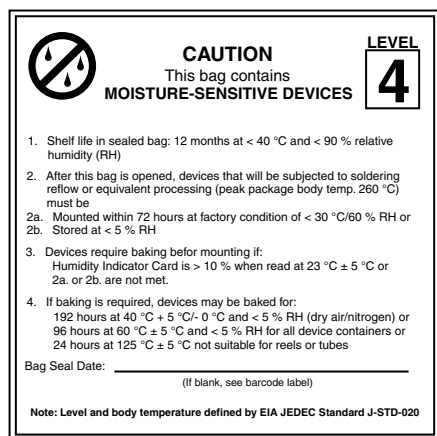 LEVEL
CAUTION
4
This bag contains
MOISTURE-SENSITIVE DEVICES
1. Shelf life in sealed bag: 12 months at < 40 °C and < 90 % relative
humidity (RH)
2. After this bag is opened, devices that will be subjected to soldering
reflow or equivalent processing (peak package body temp. 260 °C)
must be
2a. Mounted within 72 hours at factory condition of < 30 °C/60 % RH or
2b. Stored at < 5 % RH
3. Devices require baking befor mounting if:
Humidity Indicator Card is > 10 % when read at 23 °C ± 5 °C or
2a. or 2b. are not met.
4. If baking is required, devices may be baked for:
192 hours at 40 °C + 5 °C/- 0 °C and < 5 % RH (dry air/nitrogen) or
96 hours at 60 °C ± 5 °C and < 5 % RH for all device containers or
24 hours at 125 °C ± 5 °C not suitable for reels or tubes
Bag Seal Date:
(If blank, see barcode label)
Note: Level and body temperature defined by EIA JEDEC Standard J-STD-020